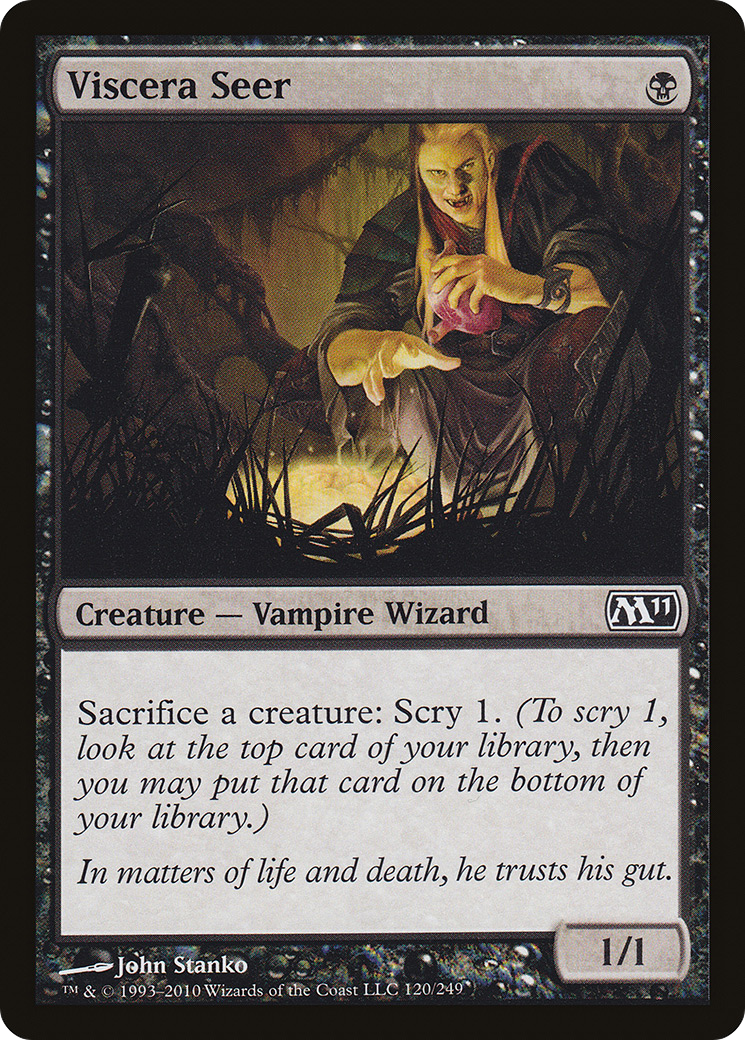 Viscera Seer
Creature — Vampire Wizard
M11
Sacrifice a creature: Scry 1. (To scry 1,
look at the top card of your library, then
you may put that card on the bottom of
your library.)
In matters of life and death, he trusts his gut.
1/1
John Stanko
™ & © 1993–2010 Wizards of the Coast LLC 120/249